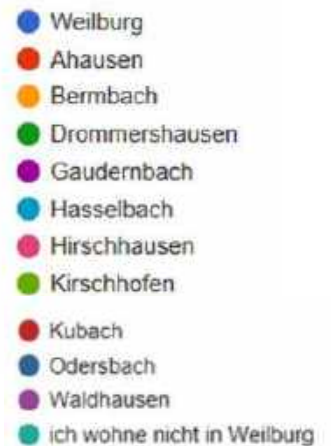 Weilburg
Ahausen
Bermbach
Drommershausen
Gaudernbach
Hasselbach
Hirschhausen
Kirschhofen
Kubach
Odersbach
Waldhausen
ich wohne nicht in Weilburg